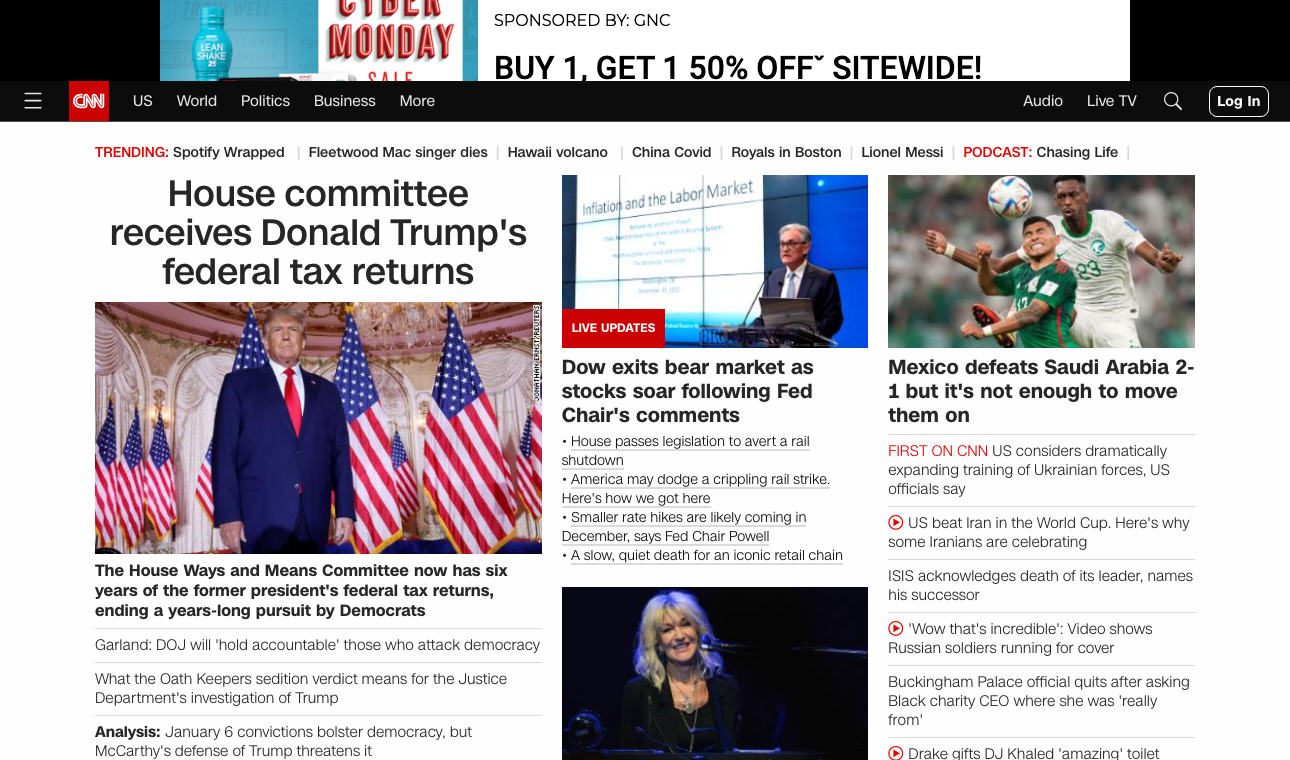 CYBER
MONDAY
SALE
LEAN
SHAKE
25
SPONSORED BY: GNC
BUY 1, GET 1 50% OFFˇ SITEWIDE!
CNN US World Politics Business More Audio Live TV Log In
TRENDING: Spotify Wrapped | Fleetwood Mac singer dies | Hawaii volcano | China Covid | Royals in Boston | Lionel Messi | PODCAST: Chasing Life |
House committee
receives Donald Trump's
federal tax returns
JONATHAN ERNST/REUTERS
The House Ways and Means Committee now has six
years of the former president's federal tax returns,
ending a years-long pursuit by Democrats
Garland: DOJ will 'hold accountable' those who attack democracy
What the Oath Keepers sedition verdict means for the Justice
Department's investigation of Trump
Analysis: January 6 convictions bolster democracy, but
McCarthy's defense of Trump threatens it
Inflation and the Labor Market
LIVE UPDATES
Dow exits bear market as
stocks soar following Fed
Chair's comments
• House passes legislation to avert a rail
shutdown
• America may dodge a crippling rail strike.
Here's how we got here
• Smaller rate hikes are likely coming in
December, says Fed Chair Powell
• A slow, quiet death for an iconic retail chain
23
Mexico defeats Saudi Arabia 2-
1 but it's not enough to move
them on
FIRST ON CNN US considers dramatically
expanding training of Ukrainian forces, US
officials say
US beat Iran in the World Cup. Here's why
some Iranians are celebrating
ISIS acknowledges death of its leader, names
his successor
'Wow that's incredible': Video shows
Russian soldiers running for cover
Buckingham Palace official quits after asking
Black charity CEO where she was 'really
from'
Drake gifts DJ Khaled 'amazing' toilet